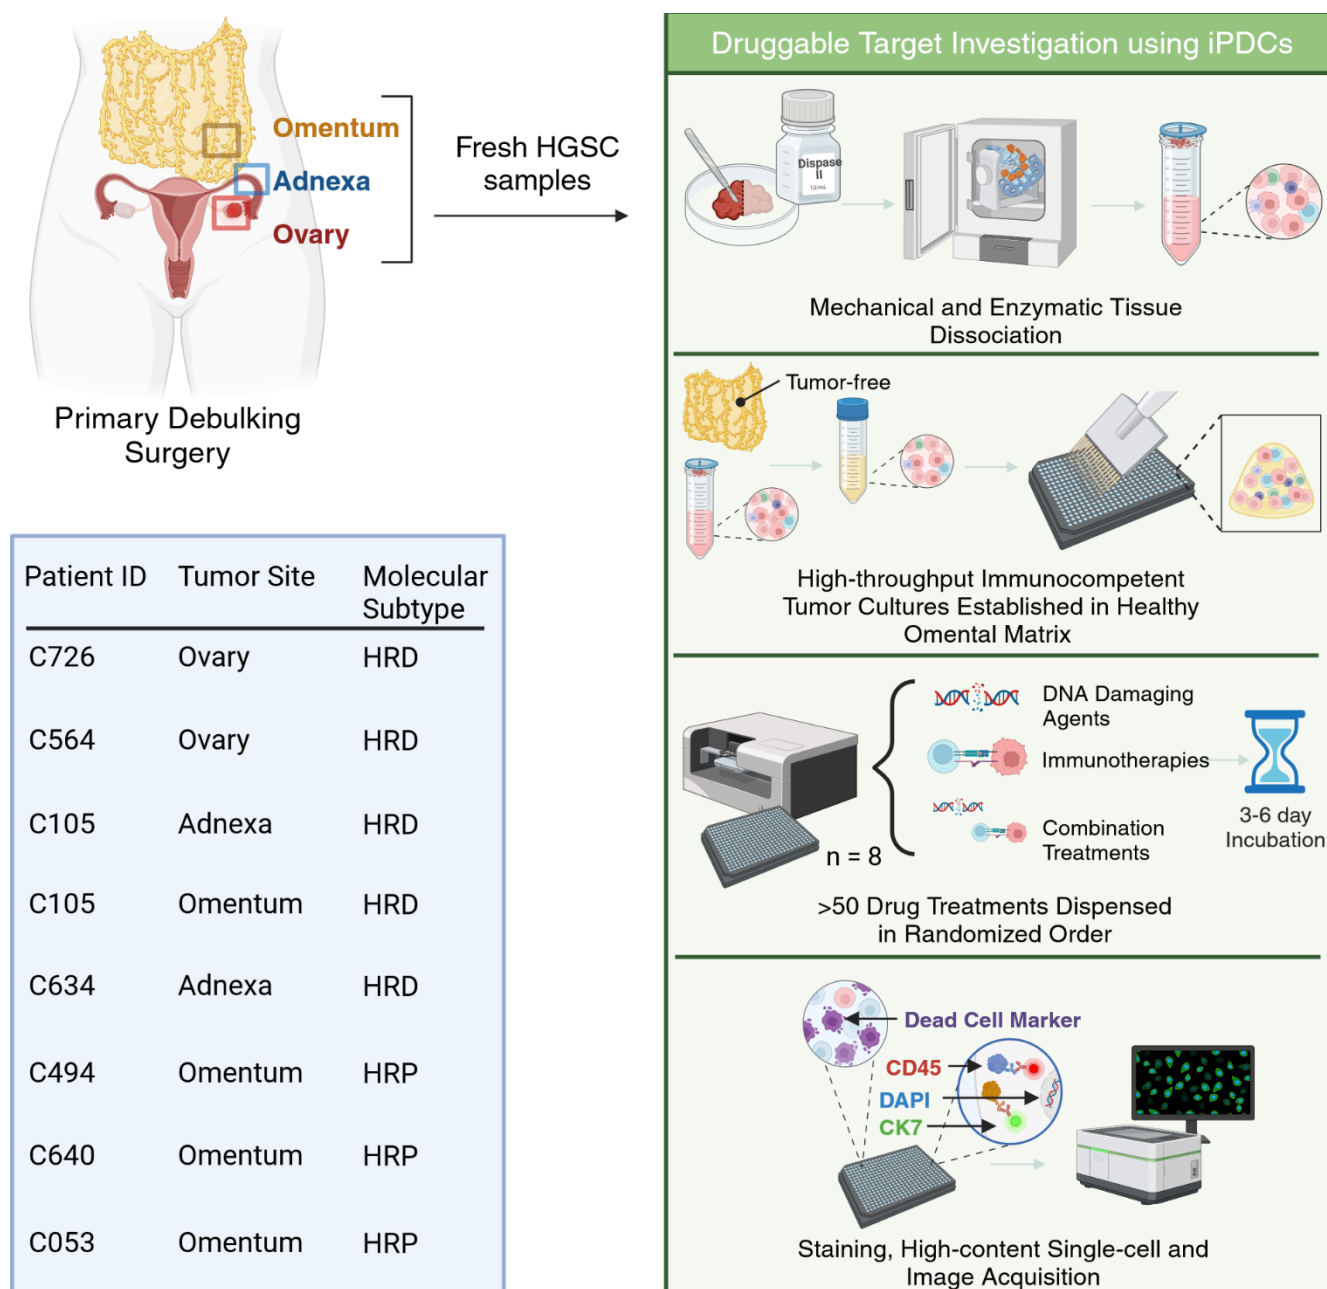 Omentum
Adnexa
Ovary
Fresh HGSC
samples
Primary Debulking
Surgery
Patient ID Tumor Site Molecular
Subtype
C726 Ovary HRD
C564 Ovary HRD
C105 Adnexa HRD
C105 Omentum HRD
C634 Adnexa HRD
C494 Omentum HRP
C640 Omentum HRP
C053 Omentum HRP
Druggable Target Investigation using iPDCs
Dispase
II
Mechanical and Enzymatic Tissue
Dissociation
Tumor-free
High-throughput Immunocompetent
Tumor Cultures Established in Healthy
Omental Matrix
n = 8
DNA Damaging
Agents
Immunotherapies
Combination
Treatments
3-6 day
Incubation
>50 Drug Treatments Dispensed
in Randomized Order
Dead Cell Marker
CD45
DAPI
CK7
Staining, High-content Single-cell and
Image Acquisition